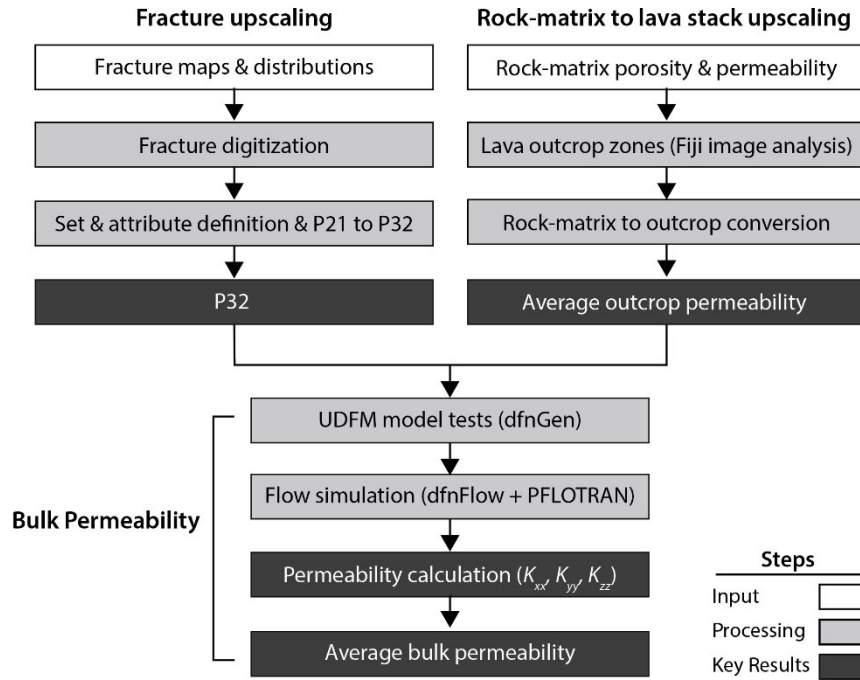 Fracture upscaling
Fracture maps & distributions
Fracture digitization
Set & attribute definition & P21 to P32
P32
Rock-matrix to lava stack upscaling
Rock-matrix porosity & permeability
Lava outcrop zones (Fiji image analysis)
Rock-matrix to outcrop conversion
Average outcrop permeability
Bulk Permeability
UDFM model tests (dfnGen)
Flow simulation (dfnFlow + PFLOTRAN)
Permeability calculation (Kxx, Kyy, Kzz)
Average bulk permeability
Steps
Input
Processing
Key Results